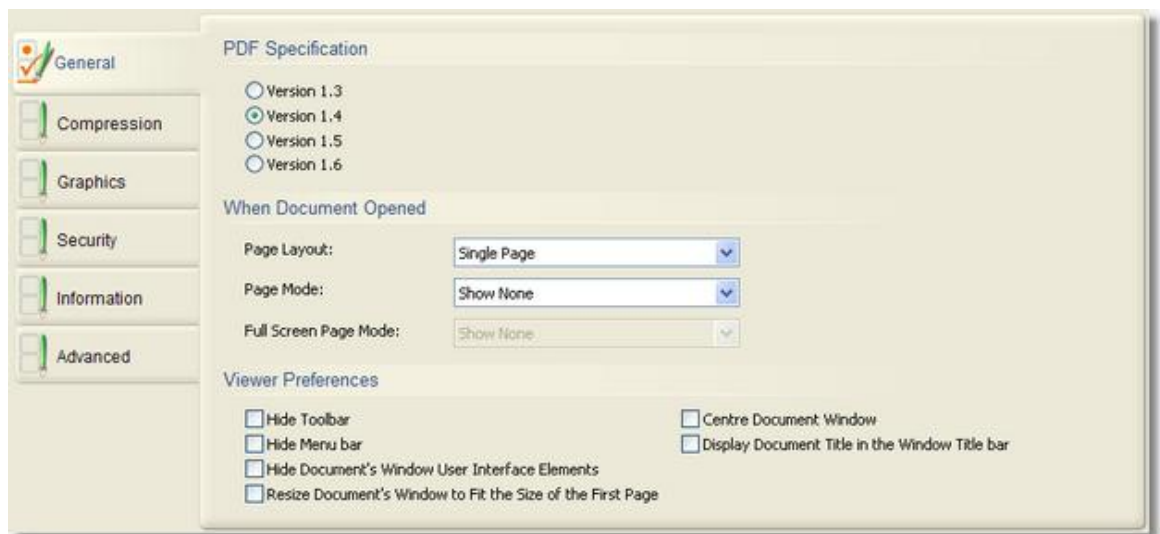 General
Compression
Graphics
Security
Information
Advanced
PDF Specification
Version 1.3
Version 1.4
Version 1.5
Version 1.6
When Document Opened
Page Layout: Single Page
Page Mode: Show None
Full Screen Page Mode: Show None
Viewer Preferences
Hide Toolbar
Hide Menu bar
Hide Document's Window User Interface Elements
Resize Document's Window to Fit the Size of the First Page
Centre Document Window
Display Document Title in the Window Title bar